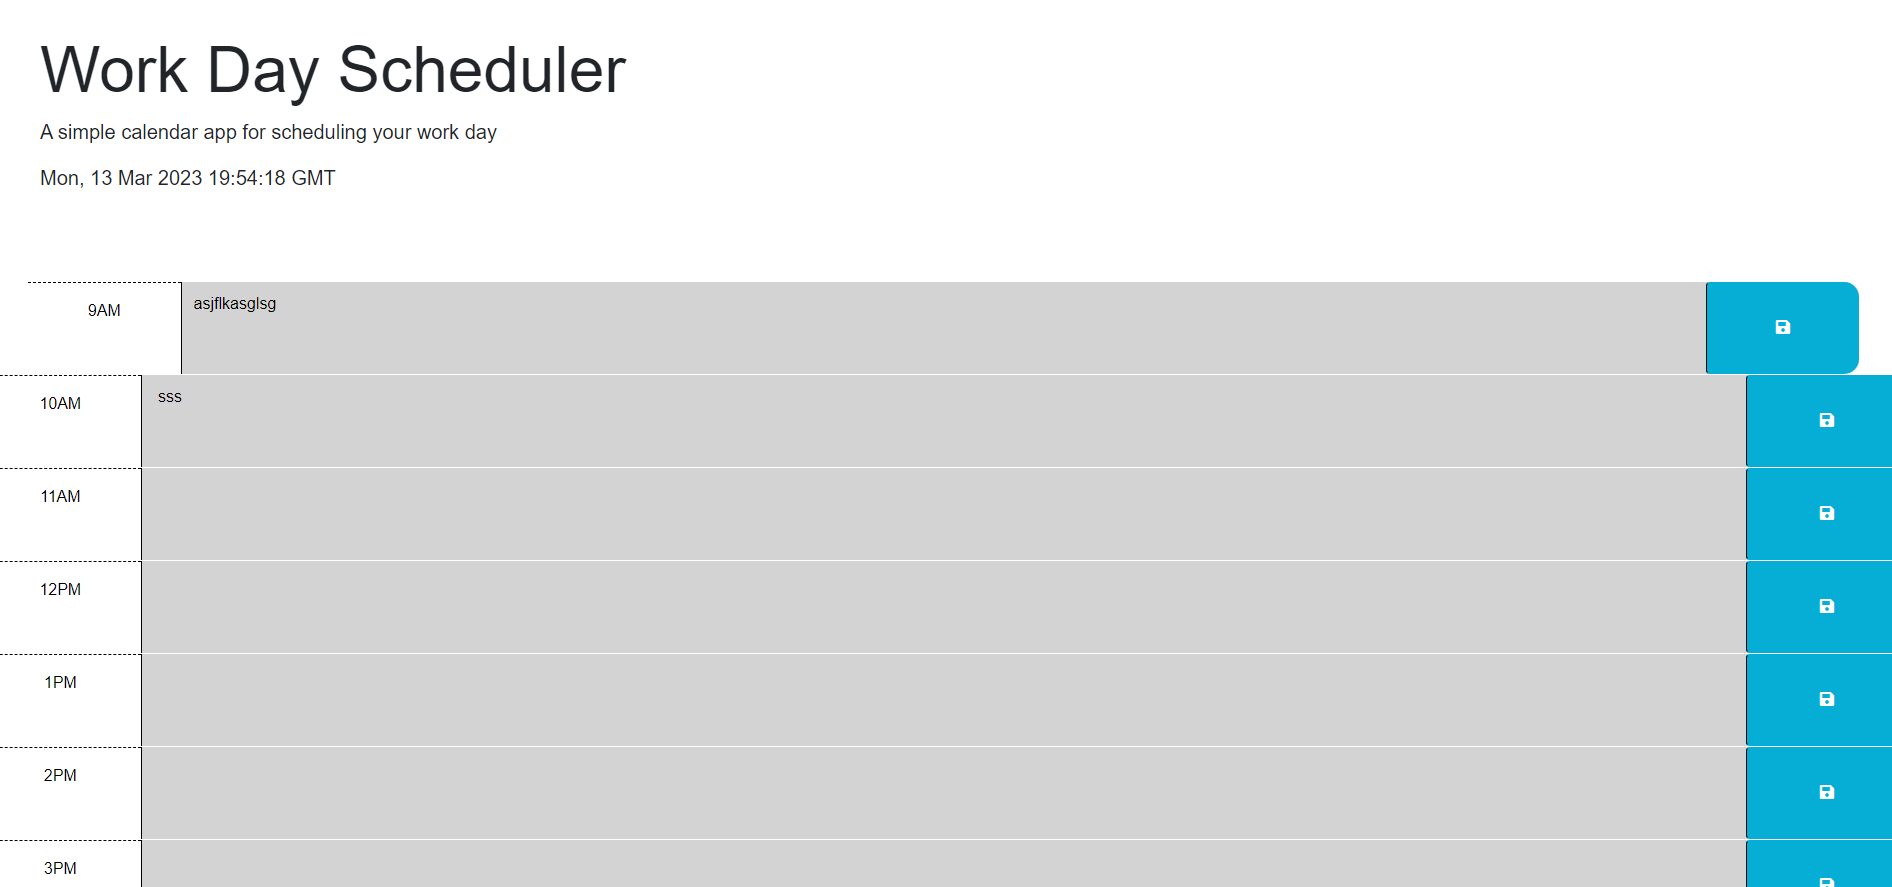 Work Day Scheduler
A simple calendar app for scheduling your work day
Mon, 13 Mar 2023 19:54:18 GMT
9AM asjflkasglsg
10AM sss
11AM
12PM
1PM
2PM
3PM